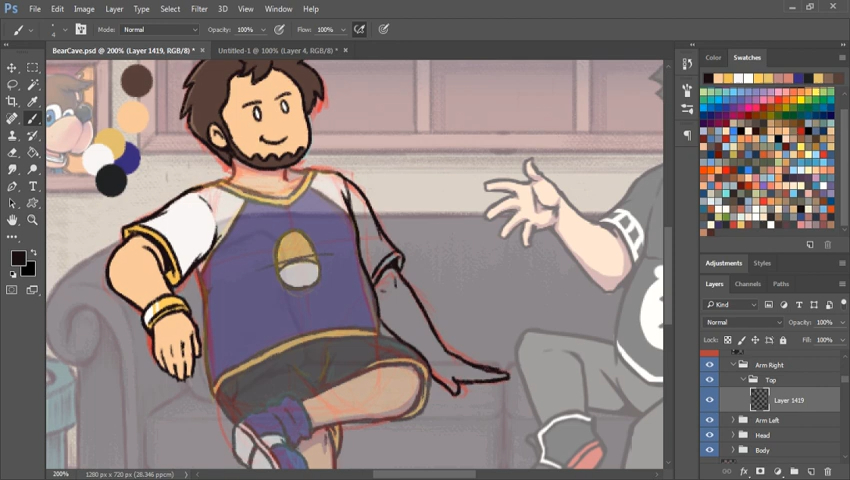 Ps File Edit Image Layer Type Select Filter 3D View Window Help
4 Mode: Normal Opacity: 100% Flow: 100%
BearCave.psd @ 200% (Layer 1419, RGB/8) * × Untitled-1 @ 100% (Layer 4, RGB/8) * ×
Color Swatches
Adjustments Styles
Layers Channels Paths
Kind
Normal Opacity: 100%
Lock: Fill: 100%
Arm Right
Top
Layer 1419
Arm Left
Head
Body
fx
200% 1280 px x 720 px (28.346 ppcm)